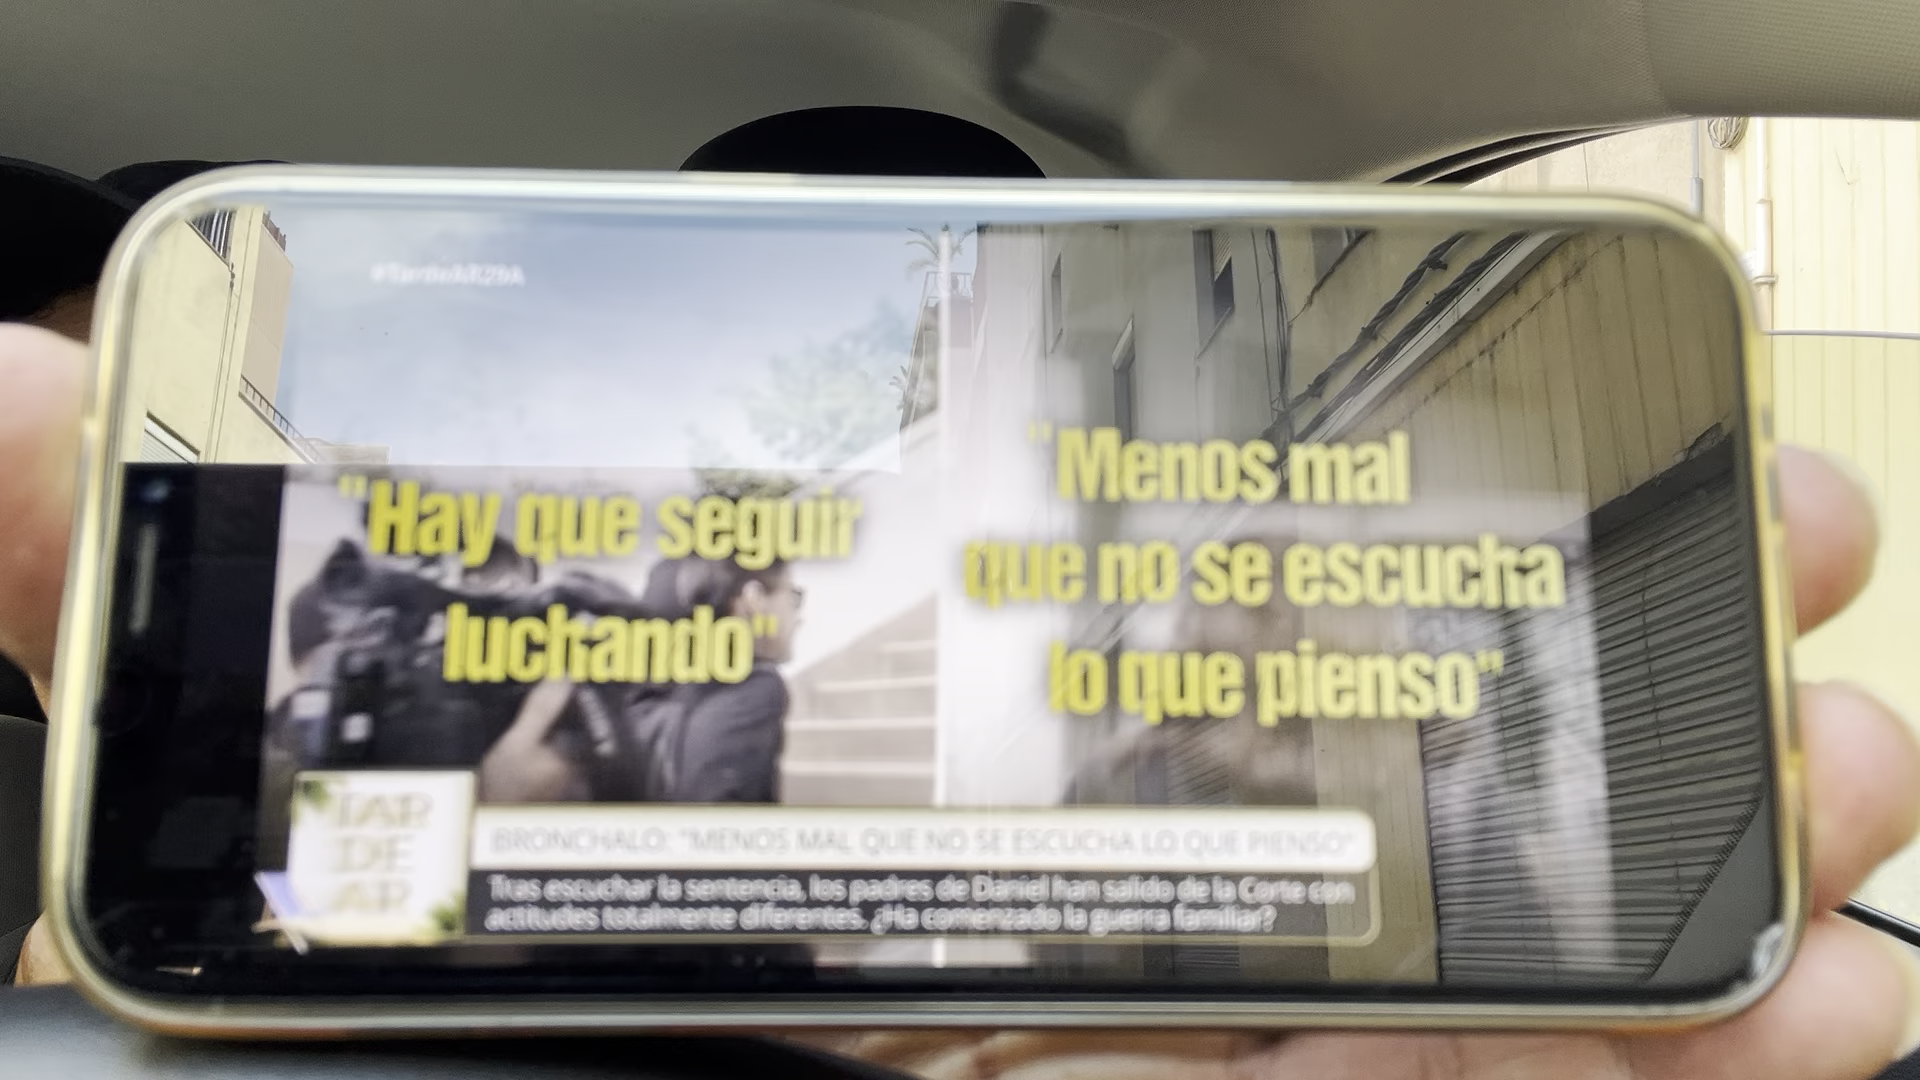 #TardeAR29A
"Hay que seguir
luchando"
"Menos mal
que no se escucha
lo que pienso"
TAR
DE
AR
BRONCHALO: "MENOS MAL QUE NO SE ESCUCHA LO QUE PIENSO"
Tras escuchar la sentencia, los padres de Daniel han salido de la Corte con
actitudes totalmente diferentes. ¿Ha comenzado la guerra familiar?